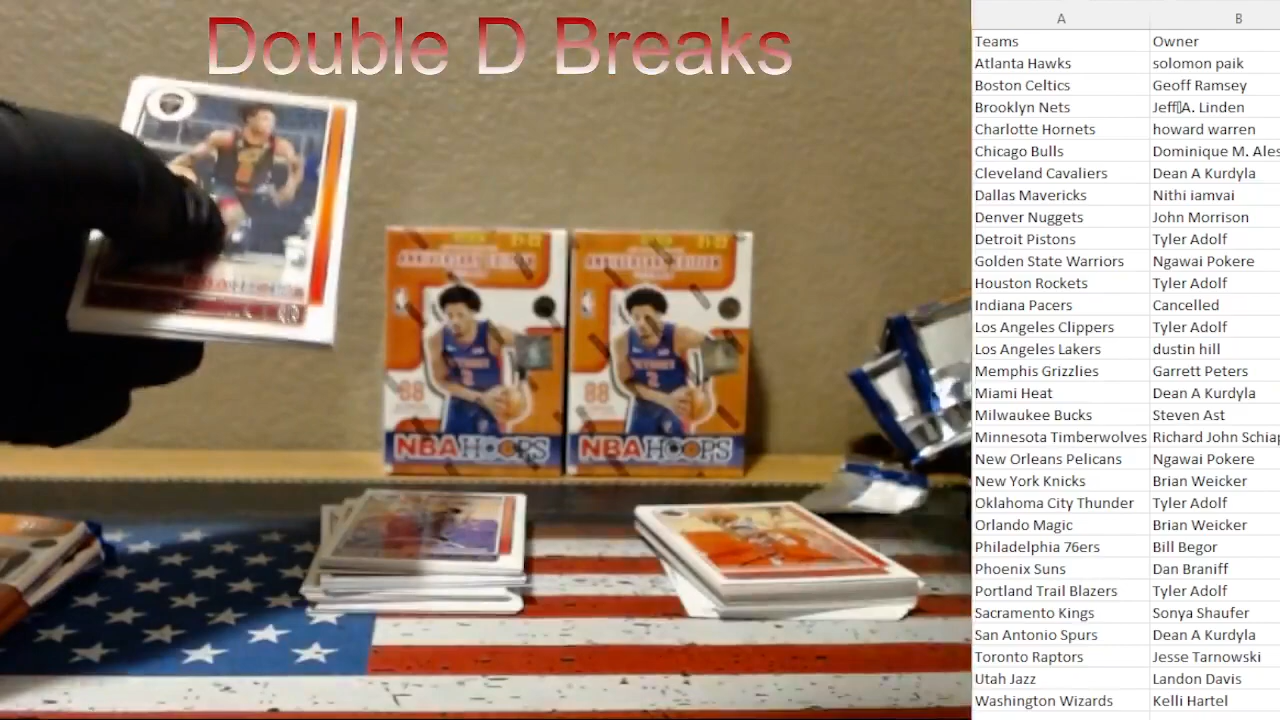 Double D Breaks
ANNIVERSARY EDITION
ANNIVERSARY EDITION
88
88
NBA HOOPS
NBA HOOPS
A B
Teams Owner
Atlanta Hawks solomon paik
Boston Celtics Geoff Ramsey
Brooklyn Nets Jeff▯A. Linden
Charlotte Hornets howard warren
Chicago Bulls Dominique M. Ales
Cleveland Cavaliers Dean A Kurdyla
Dallas Mavericks Nithi iamvai
Denver Nuggets John Morrison
Detroit Pistons Tyler Adolf
Golden State Warriors Ngawai Pokere
Houston Rockets Tyler Adolf
Indiana Pacers Cancelled
Los Angeles Clippers Tyler Adolf
Los Angeles Lakers dustin hill
Memphis Grizzlies Garrett Peters
Miami Heat Dean A Kurdyla
Milwaukee Bucks Steven Ast
Minnesota Timberwolves Richard John Schiap
New Orleans Pelicans Ngawai Pokere
New York Knicks Brian Weicker
Oklahoma City Thunder Tyler Adolf
Orlando Magic Brian Weicker
Philadelphia 76ers Bill Begor
Phoenix Suns Dan Braniff
Portland Trail Blazers Tyler Adolf
Sacramento Kings Sonya Shaufer
San Antonio Spurs Dean A Kurdyla
Toronto Raptors Jesse Tarnowski
Utah Jazz Landon Davis
Washington Wizards Kelli Hartel